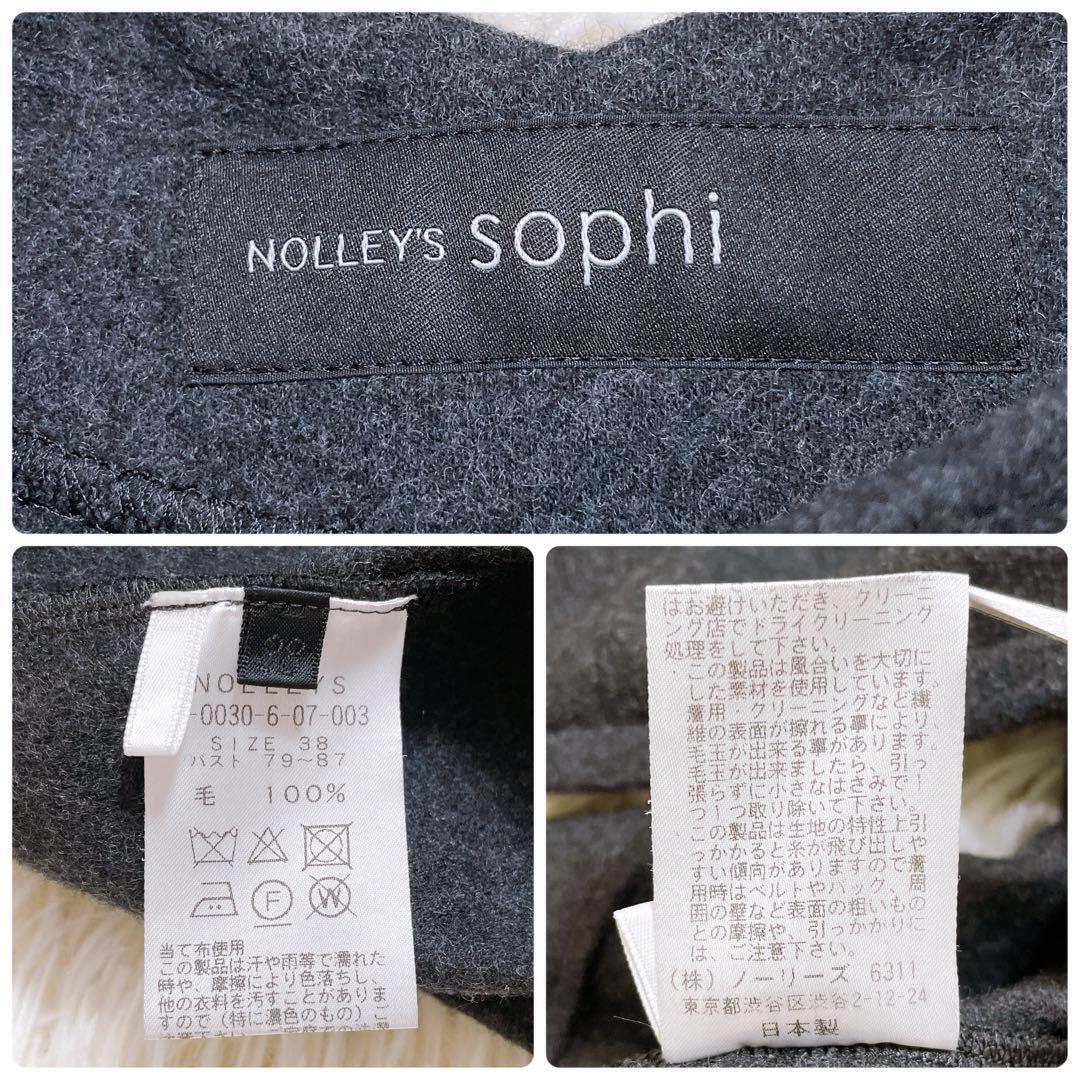 NOLLEY'S sophi
38
NOLLEYS
-0030-6-07-003
SIZE 38
バスト 79~87
毛 100%
F
W
当て布使用
この製品は汗や雨等で濡れた
時や、摩擦により色落ちし、
他の衣料を汚すことがありま
すので(特に濃色のもの)ご
はお避けいただき、クリーニ
ング店でドライクリーニング
処理をして下さい。
この製品は風合いを大切に
した素材を使用しています。
着用・クリーニング事なと繊
維の表面が擦れるなによりす。
毛玉が出来る事があります。
毛玉が出来ましたら、引っ
張らずに小さなはさみで一
つ一つ取り除いて下さい。
この製品は生地の特性上引
っかかると糸が飛び出しや
すい傾向がありますので、着
用時はベルトやバック、周
囲の壁など表面の粗いもの
との摩擦や、引っかかりに
は、ご注意下さい。
(株)ノーリーズ 6311
東京都渋谷区渋谷2-12-24
日本製